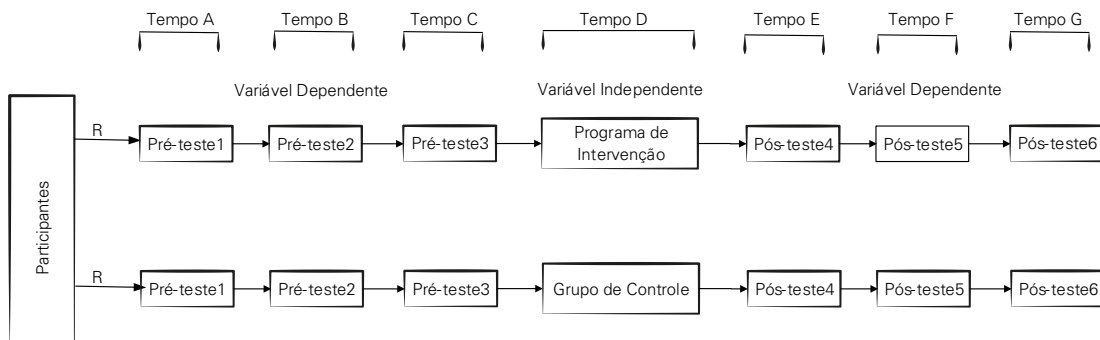 Tempo A Tempo B Tempo C Tempo D Tempo E Tempo F Tempo G
Variável Dependente Variável Independente Variável Dependente
Participantes
R Pré-teste1 Pré-teste2 Pré-teste3 Programa de
Intervenção Pós-teste4 Pós-teste5 Pós-teste6
R Pré-teste1 Pré-teste2 Pré-teste3 Grupo de Controle Pós-teste4 Pós-teste5 Pós-teste6